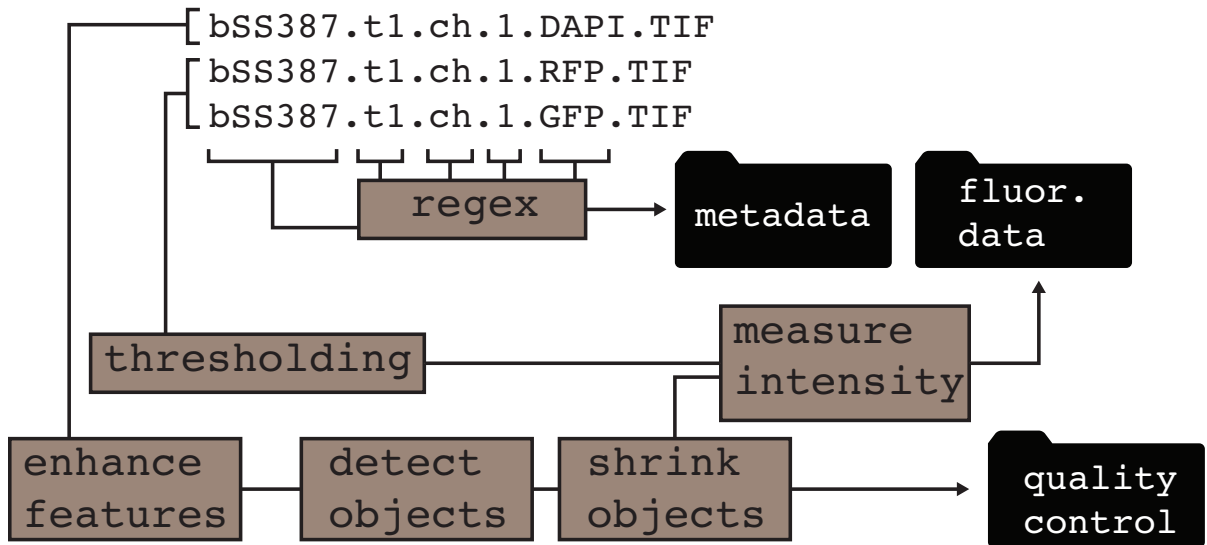 bSS387.t1.ch.1.DAPI.TIF
bSS387.t1.ch.1.RFP.TIF
bSS387.t1.ch.1.GFP.TIF
regex
metadata
fluor.
data
thresholding
measure
intensity
enhance
features
detect
objects
shrink
objects
quality
control